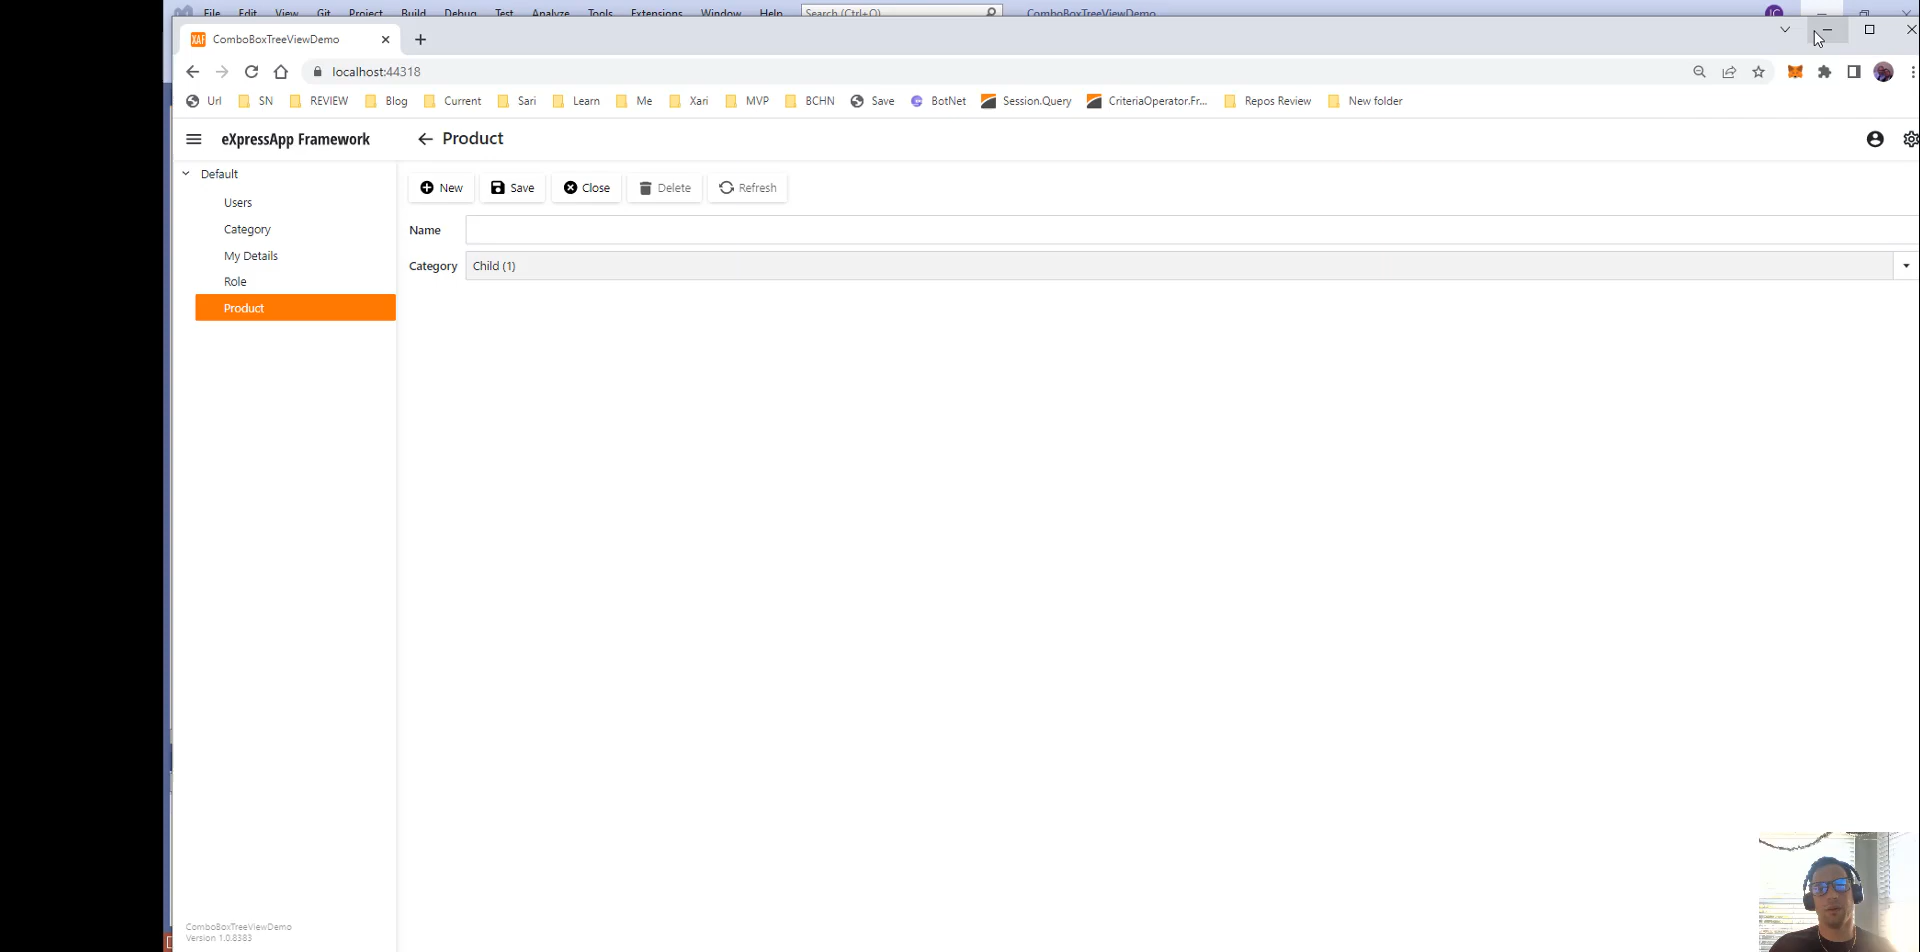 File Edit View Git Project Build Debug Test Analyze Tools Extensions Window Help Search (Ctrl+Q) ComboBoxTreeViewDemo JC
XAF ComboBoxTreeViewDemo
localhost:44318
Url SN REVIEW Blog Current Sari Learn Me Xari MVP BCHN Save BotNet Session.Query CriteriaOperator.Fr... Repos Review New folder
eXpressApp Framework Product
Default
New Save Close Delete Refresh
Users
Name
Category
My Details
Category Child (1)
Role
Product
ComboBoxTreeViewDemo
Version 1.0.8383